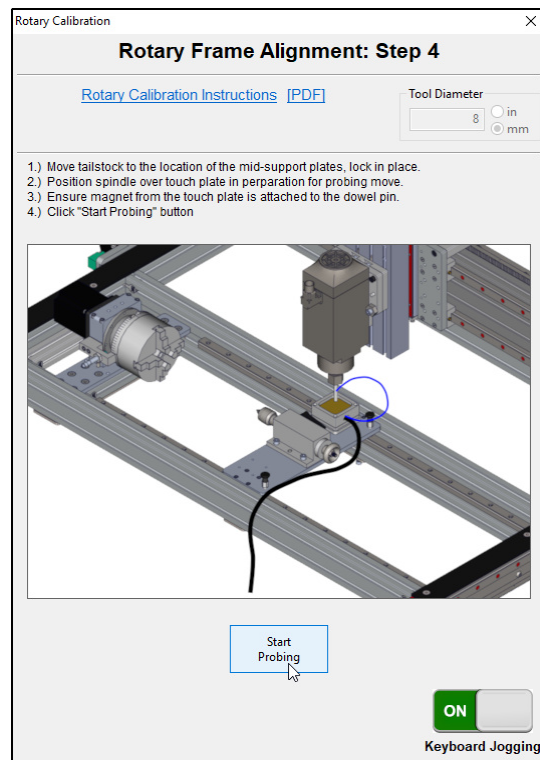 Rotary Calibration
Rotary Frame Alignment: Step 4
Rotary Calibration Instructions [PDF]
Tool Diameter
8
in
mm
1.) Move tailstock to the location of the mid-support plates, lock in place.
2.) Position spindle over touch plate in perparation for probing move.
3.) Ensure magnet from the touch plate is attached to the dowel pin.
4.) Click "Start Probing" button
Start
Probing
ON
Keyboard Jogging